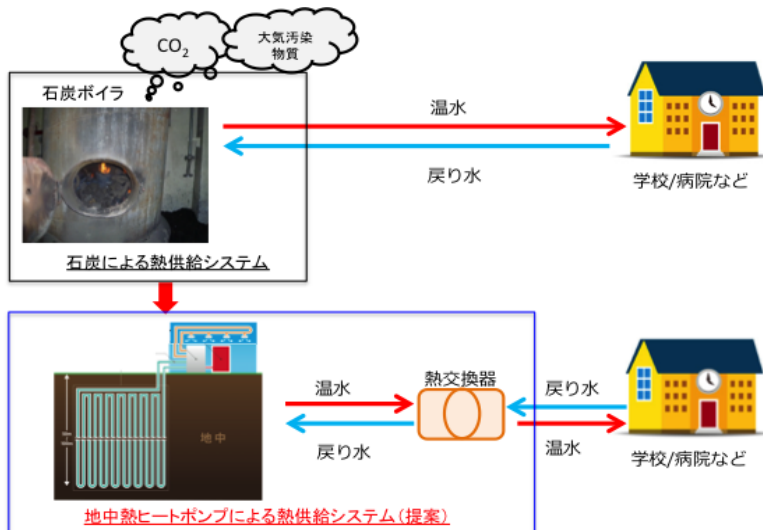 CO2
大気汚染
物質
石炭ボイラ
温水
戻り水
学校/病院など
石炭による熱供給システム
熱交換器
温水
戻り水
戻り水
温水
地中
学校/病院など
地中熱ヒートポンプによる熱供給システム(提案)